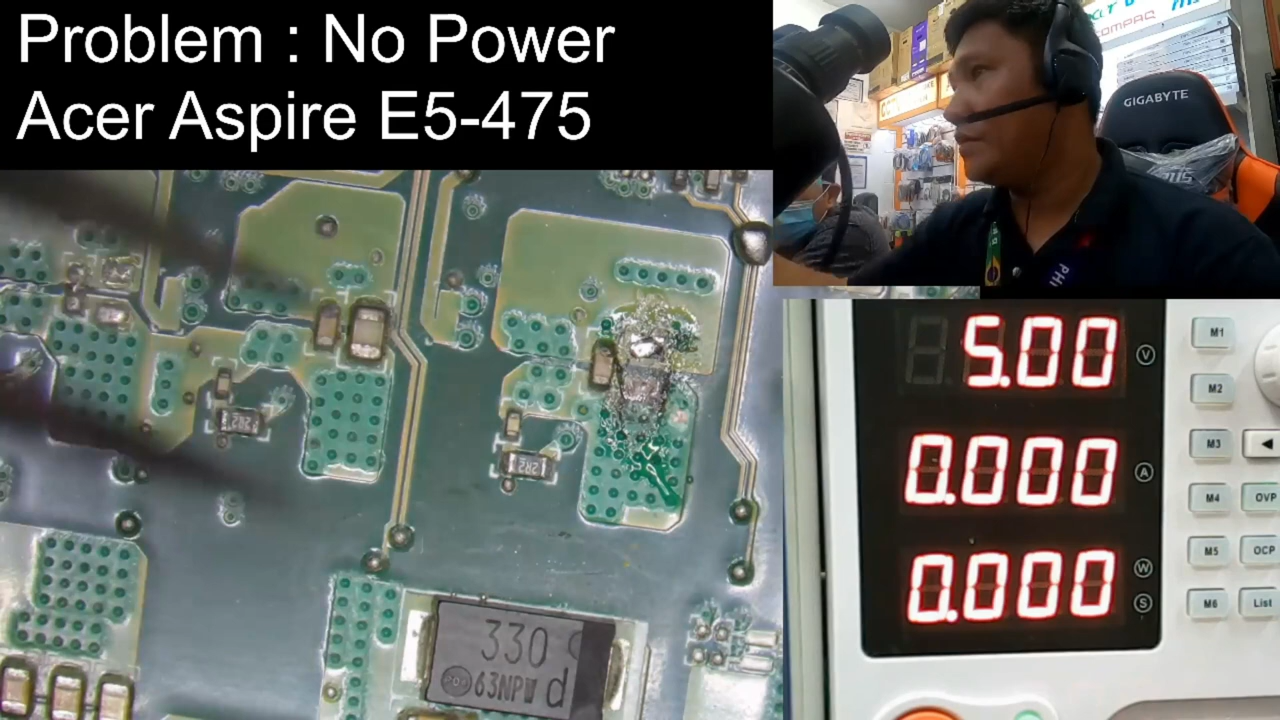 Problem : No Power
Acer Aspire E5-475
COMPAQ
GIGABYTE
PHI
5.00
V
0.000
A
0.000
W
S
M1
M2
M3
M4
OVP
M5
OCP
M6
List
2R2
2R2
330
63NPW d